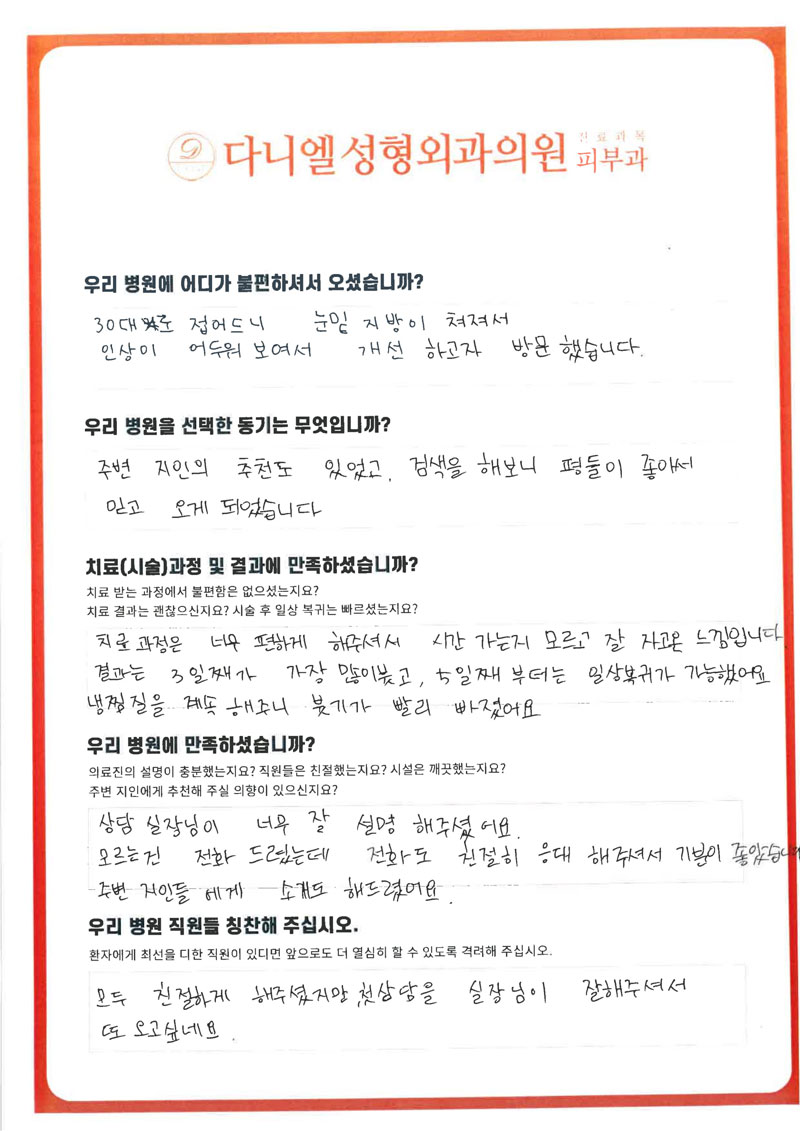 다니엘성형외과의원 진료과목 피부과
우리 병원에 어디가 불편하셔서 오셨습니까?
30대로 접어드니 눈밑 지방이 쳐져서
인상이 어두워 보여서 개선 하고자 방문 했습니다.
우리 병원을 선택한 동기는 무엇입니까?
주변 지인의 추천도 있었고, 검색을 해보니 평들이 좋아서
믿고 오게 되었습니다
치료(시술)과정 및 결과에 만족하셨습니까?
치료 받는 과정에서 불편함은 없으셨는지요?
치료 결과는 괜찮으신지요? 시술 후 일상 복귀는 빠르셨는지요?
치료 과정은 너무 편하게 해주셔서 시간 가는지 모르고 잘 자고온 느낌입니다.
결과는 3일째가 가장 많이붓고, 5일째 부터는 일상복귀가 가능했어요
냉찜질을 계속 해주니 붓기가 빨리 빠졌어요
우리 병원에 만족하셨습니까?
의료진의 설명이 충분했는지요? 직원들은 친절했는지요? 시설은 깨끗했는지요?
주변 지인에게 추천해 주실 의향이 있으신지요?
상담 실장님이 너무 잘 설명 해주셨어요.
모르는건 전화 드렸는데 전화도 친절히 응대 해주셔서 기분이 좋았습니다
주변 지인들 에게 소개도 해드렸어요.
우리 병원 직원들 칭찬해 주십시오.
환자에게 최선을 다한 직원이 있다면 앞으로도 더 열심히 할 수 있도록 격려해 주십시오.
모두 친절하게 해주셨지만 첫상담을 실장님이 잘해주셔서
또 오고싶네요.